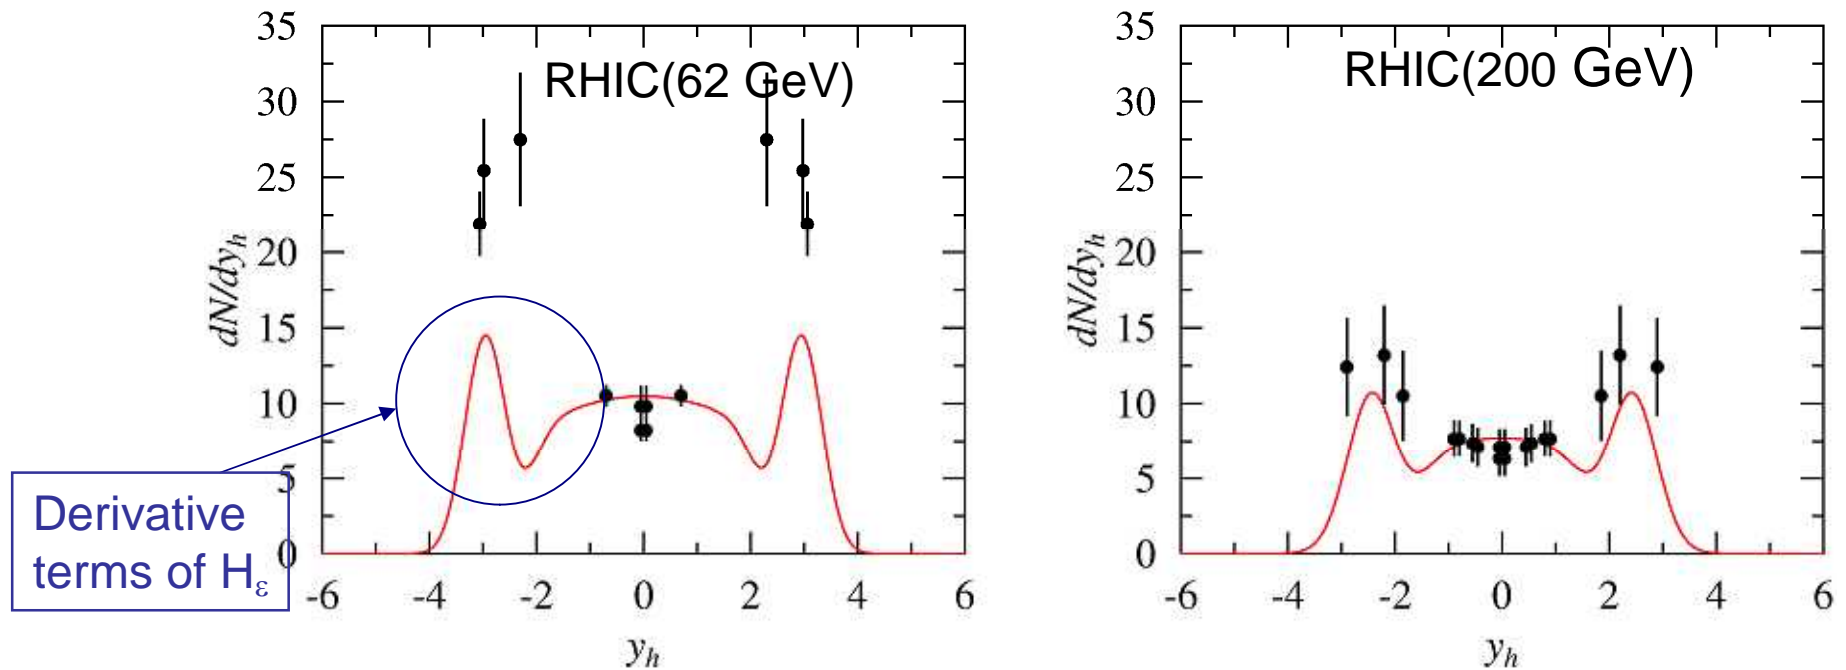 RHIC(62 GeV)
35
30
25
20
15
10
5
0
dN/dy_h
-6 -4 -2 0 2 4 6
y_h
Derivative
terms of H_ε
RHIC(200 GeV)
35
30
25
20
15
10
5
0
dN/dy_h
-6 -4 -2 0 2 4 6
y_h